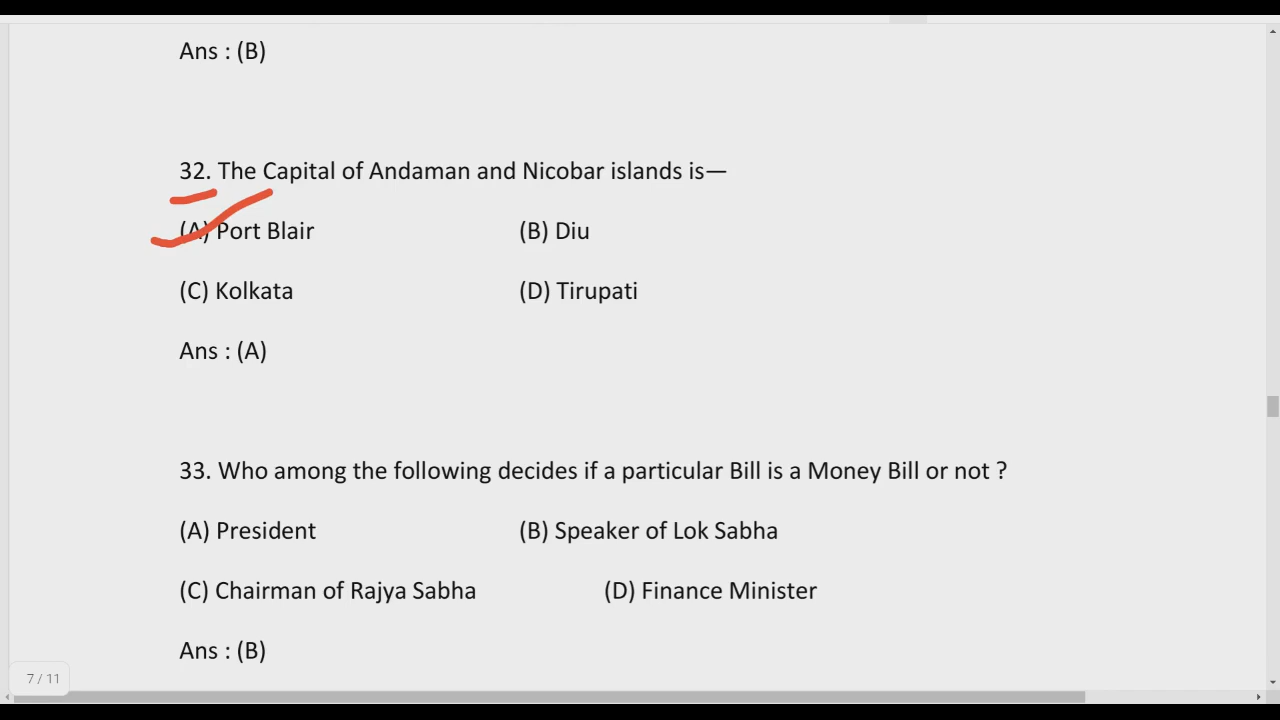 Ans : (B)
32. The Capital of Andaman and Nicobar islands is—
(A) Port Blair (B) Diu
(C) Kolkata (D) Tirupati
Ans : (A)
33. Who among the following decides if a particular Bill is a Money Bill or not ?
(A) President (B) Speaker of Lok Sabha
(C) Chairman of Rajya Sabha (D) Finance Minister
Ans : (B)
7 / 11